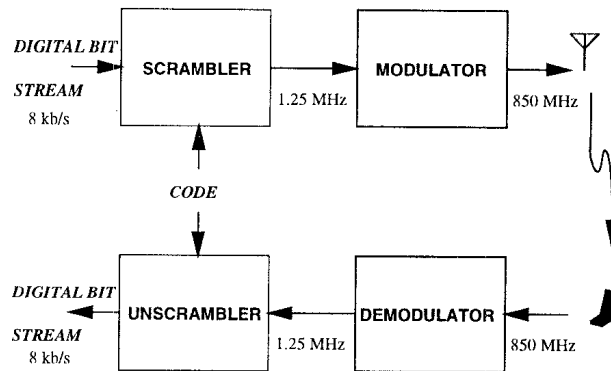 DIGITAL BIT
STREAM
8 kb/s
SCRAMBLER
1.25 MHz
MODULATOR
850 MHz
CODE
DIGITAL BIT
STREAM
8 kb/s
UNSCRAMBLER
1.25 MHz
DEMODULATOR
850 MHz